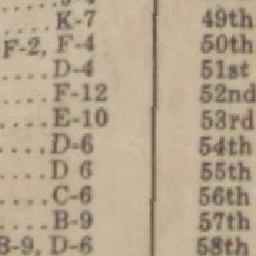 ....K-7 49th
F-2, F-4 50th
....D-4 51st
....F-12 52nd
....E-10 53rd
....D-6 54th
....D 6 55th
....C-6 56th
....B-9 57th
B-9, D-6 58th